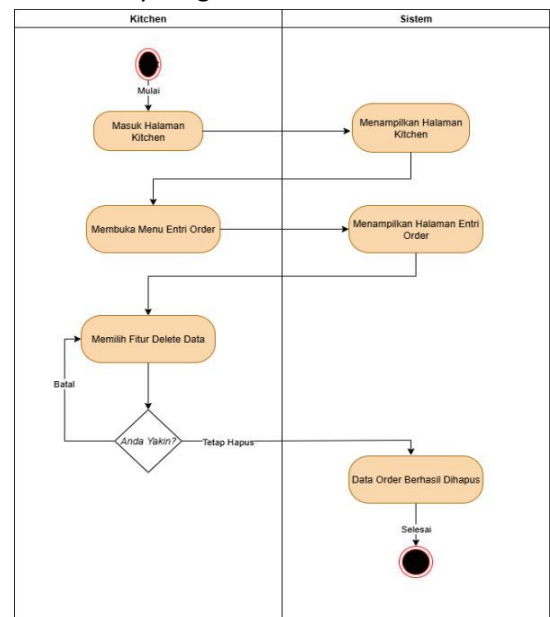 Kitchen
Sistem
Mulai
Masuk Halaman
Kitchen
Menampilkan Halaman
Kitchen
Membuka Menu Entri Order
Menampilkan Halaman Entri
Order
Memilih Fitur Delete Data
Batal
Anda Yakin?
Tetap Hapus
Data Order Berhasil Dihapus
Selesai